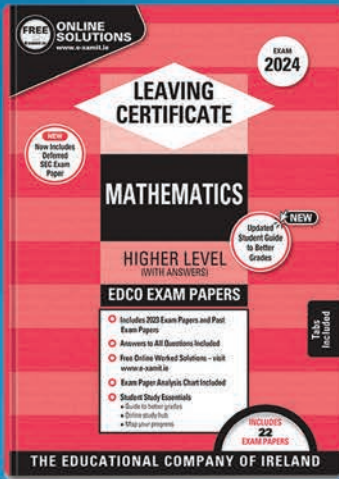 FREE
e-xamit.ie
ONLINE
SOLUTIONS
www.e-xamit.ie
EXAM
2024
LEAVING
CERTIFICATE
NEW
Now Includes
Deferred
SEC Exam
Paper
MATHEMATICS
NEW
Updated
Student Guide
to Better
Grades
HIGHER LEVEL
(WITH ANSWERS)
EDCO EXAM PAPERS
Includes 2023 Exam Papers and Past
Exam Papers
Answers to All Questions Included
Free Online Worked Solutions – visit
www.e-xamit.ie
Exam Paper Analysis Chart Included
Student Study Essentials
• Guide to better grades
• Online study hub
• Map your progress
Tabs
Included
INCLUDES
22
EXAM PAPERS
THE EDUCATIONAL COMPANY OF IRELAND